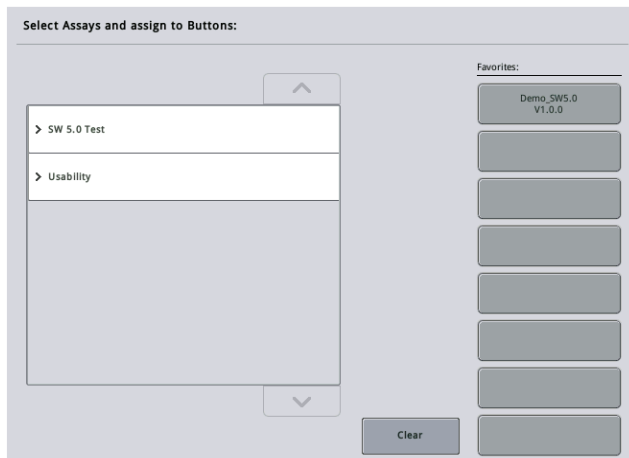 Select Assays and assign to Buttons:
Favorites:
Demo_SW5.0
V1.0.0
SW 5.0 Test
Usability
Clear